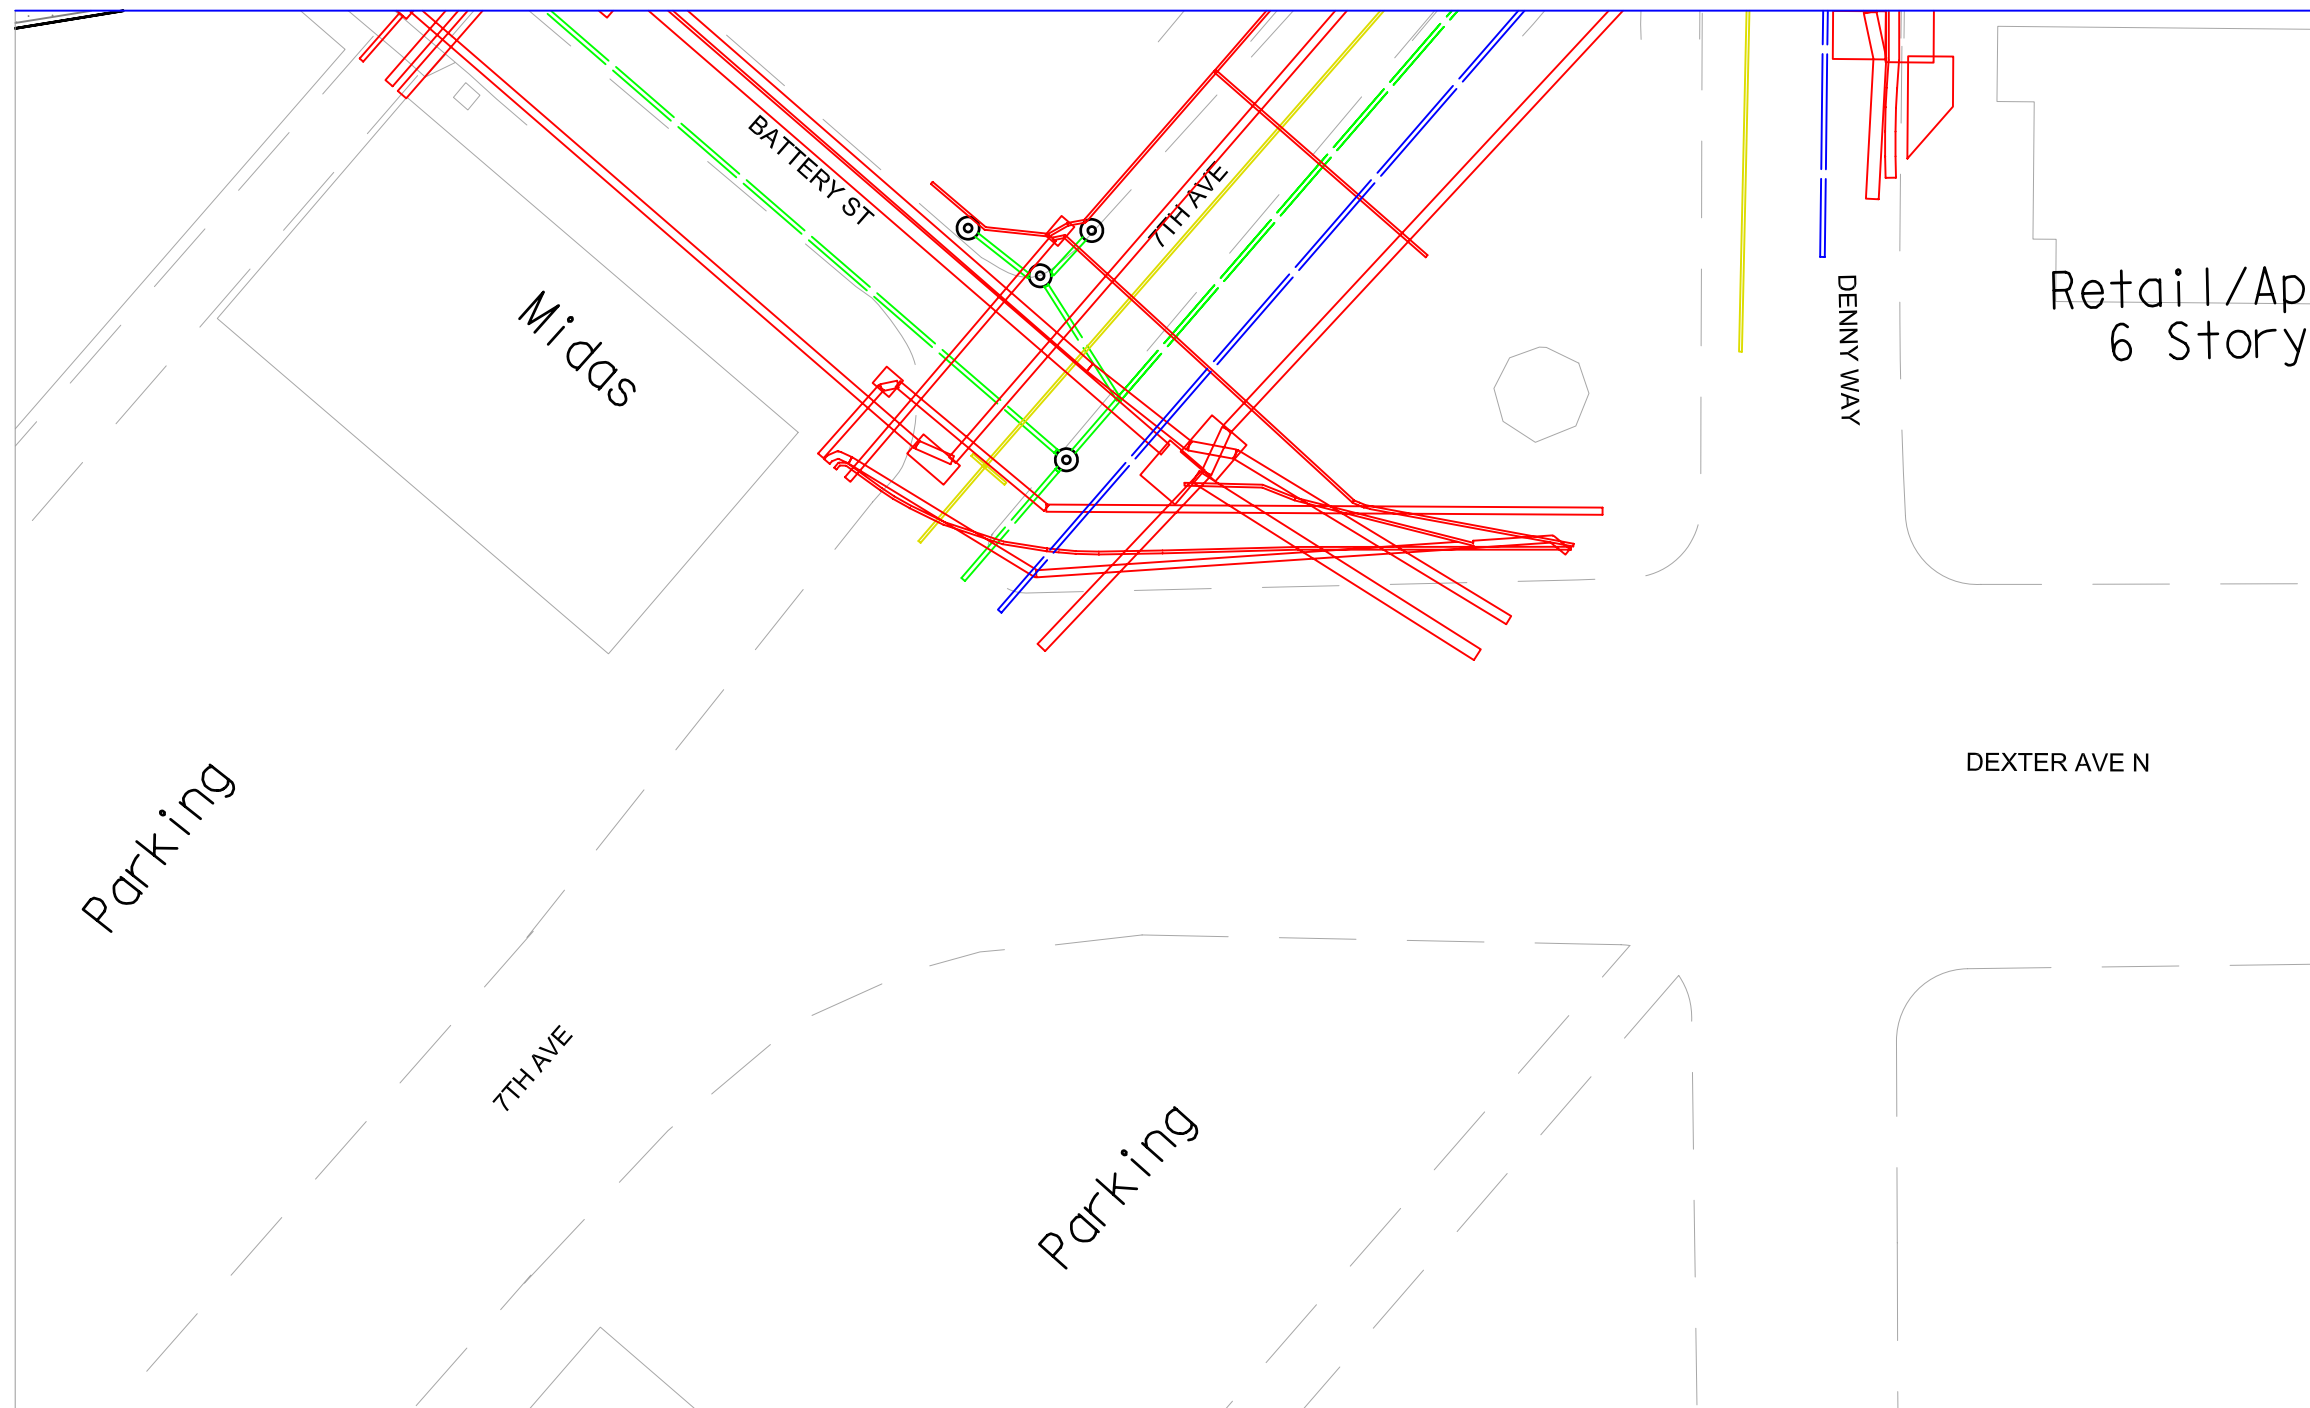 BATTERY ST
7TH AVE
Midas
DENNY WAY
Retail/Ap
6 Story
DEXTER AVE N
Parking
7TH AVE
Parking